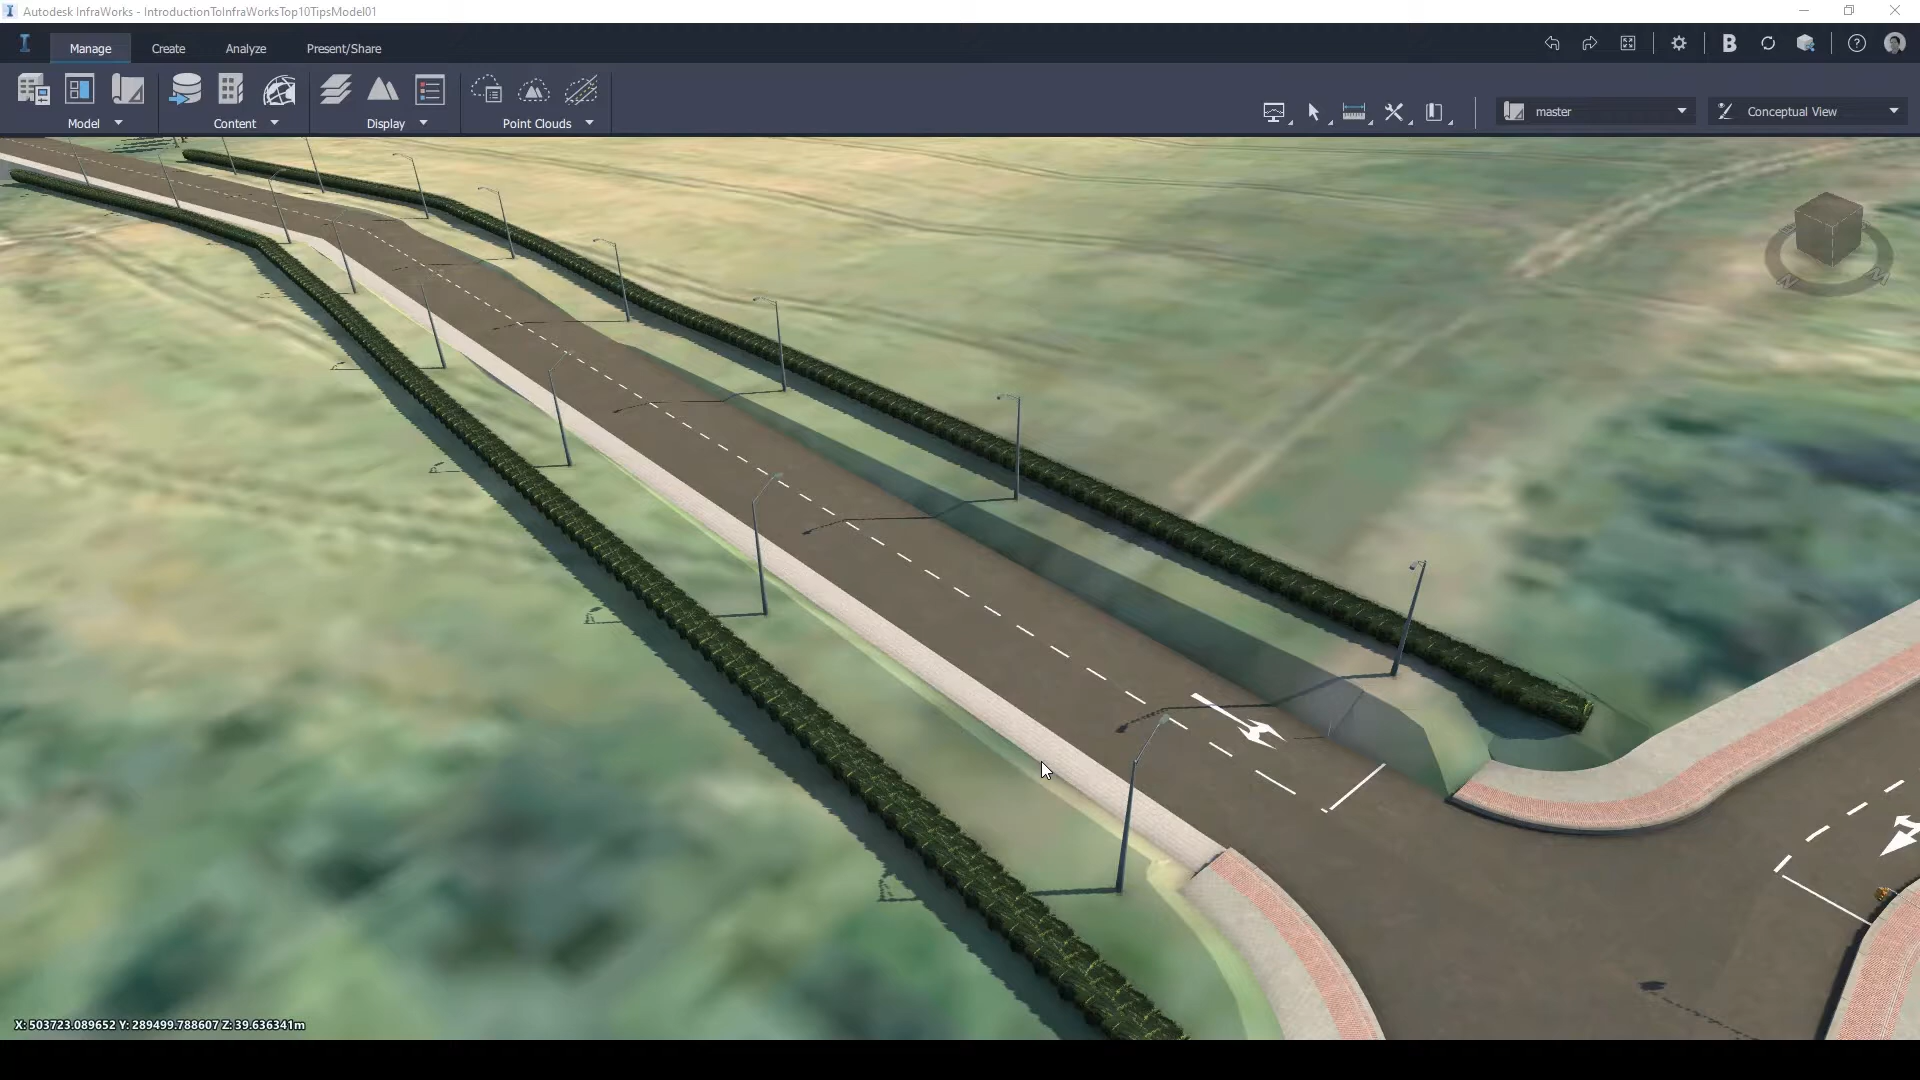 Autodesk InfraWorks - IntroductionToInfraWorksTop10TipsModel01
Manage Create Analyze Present/Share
Model Content Display Point Clouds
master Conceptual View
X: 503723.089652 Y: 289499.788607 Z: 39.636341m